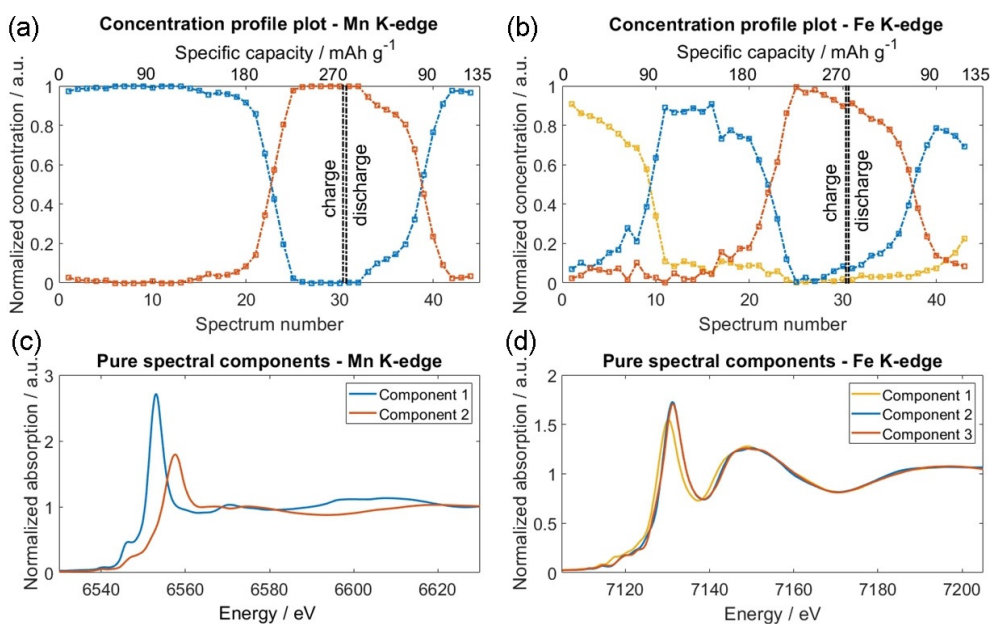 (a)
Concentration profile plot - Mn K-edge
Specific capacity / mAh g-1
0 90 180 270 90 135
Normalized concentration / a.u.
1
0.8
0.6
0.4
0.2
0
charge
discharge
0 10 20 30 40
Spectrum number
(b)
Concentration profile plot - Fe K-edge
Specific capacity / mAh g-1
0 90 180 270 90 135
Normalized concentration / a.u.
1
0.8
0.6
0.4
0.2
0
charge
discharge
0 10 20 30 40
Spectrum number
(c)
Pure spectral components - Mn K-edge
Normalized absorption / a.u.
3
2
1
0
Component 1
Component 2
6540 6560 6580 6600 6620
Energy / eV
(d)
Pure spectral components - Fe K-edge
Normalized absorption / a.u.
2
1.5
1
0.5
0
Component 1
Component 2
Component 3
7120 7140 7160 7180 7200
Energy / eV